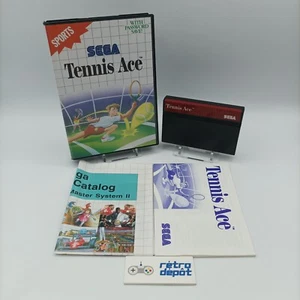 SPORTS
WITH
PASSWORD
SAVE!
SEGA
Tennis Ace
Tennis Ace
SEGA
ga
Catalog
Master System II
Tennis Ace
SEGA
rétro
dépôt